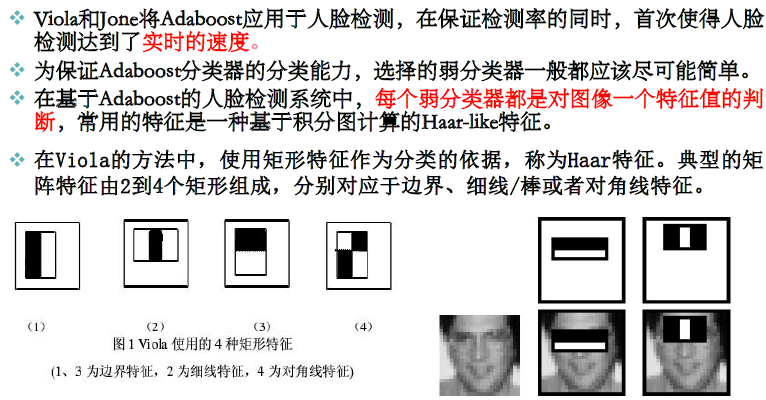 Viola和Jone将Adaboost应用于人脸检测，在保证检测率的同时，首次使得人脸
检测达到了实时的速度。
为保证Adaboost分类器的分类能力，选择的弱分类器一般都应该尽可能简单。
在基于Adaboost的人脸检测系统中，每个弱分类器都是对图像一个特征值的判
断，常用的特征是一种基于积分图计算的Haar-like特征。
在Viola的方法中，使用矩形特征作为分类的依据，称为Haar特征。典型的矩
阵特征由2到4个矩形组成，分别对应于边界、细线/棒或者对角线特征。
（1）
（2）
（3）
（4）
图 1 Viola 使用的 4 种矩形特征
(1、3 为边界特征，2 为细线特征，4 为对角线特征)